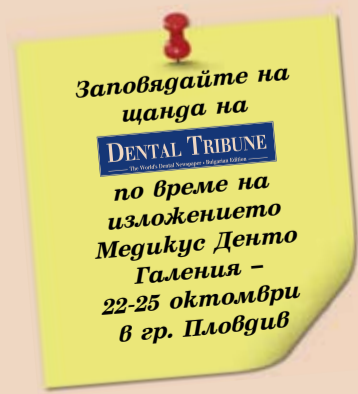 Заповядайте на
щанда на
DENTAL TRIBUNE
The World's Dental Newspaper • Bulgarian Edition
по време на
изложението
Медикус Денто
Галения –
22-25 октомври
в гр. Пловдив